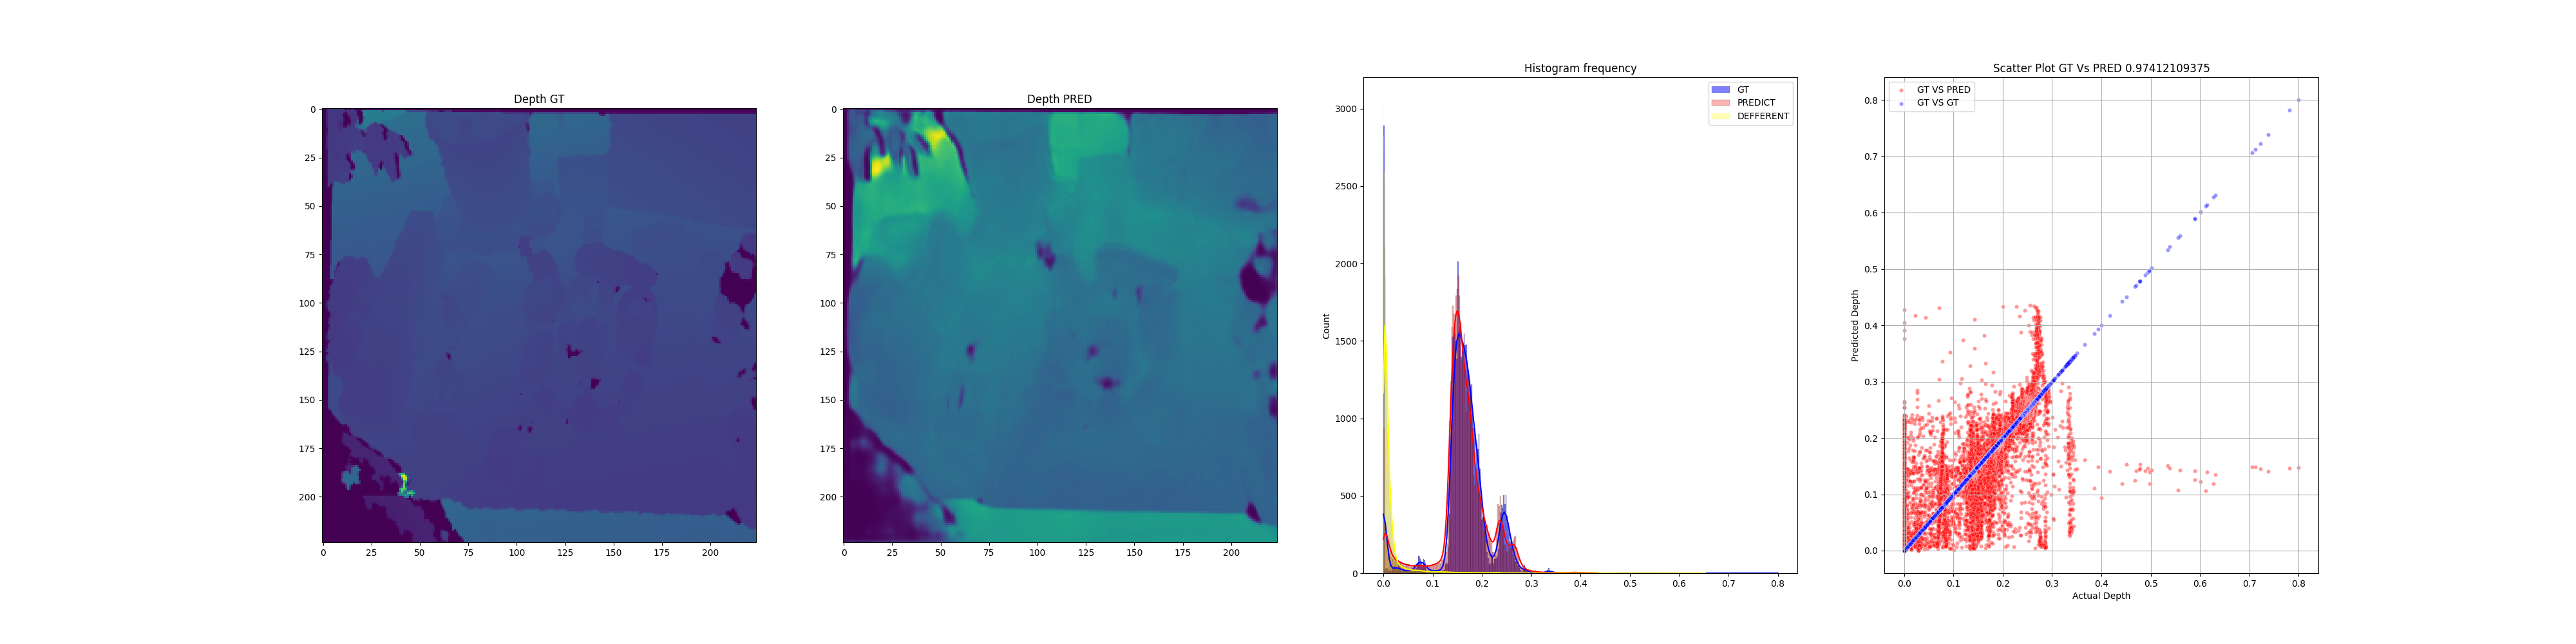 Depth GT
0
25
50
75
100
125
150
175
200
0 25 50 75 100 125 150 175 200
Depth PRED
0
25
50
75
100
125
150
175
200
0 25 50 75 100 125 150 175 200
Histogram frequency
GT
PREDICT
DEFFERENT
Count
3000
2500
2000
1500
1000
500
0
0.0 0.1 0.2 0.3 0.4 0.5 0.6 0.7 0.8
Scatter Plot GT Vs PRED 0.97412109375
GT VS PRED
GT VS GT
Predicted Depth
0.8
0.7
0.6
0.5
0.4
0.3
0.2
0.1
0.0
0.0 0.1 0.2 0.3 0.4 0.5 0.6 0.7 0.8
Actual Depth